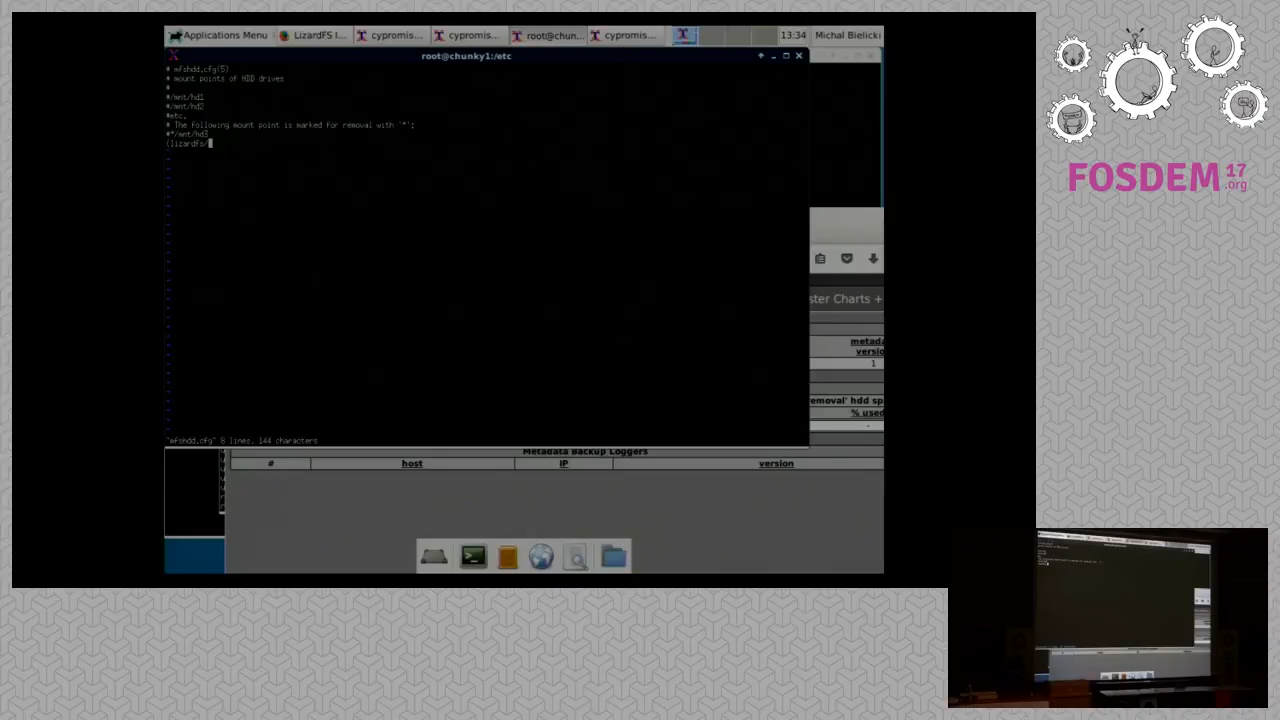 Applications Menu
LizardFS I...
cypromis...
cypromis...
root@chun...
cypromis...
13:34
Michal Bielicki
root@chunky1:/etc
# mfshdd.cfg(5)
# mount points of HDD drives
#
#/mnt/hd1
#/mnt/hd2
#etc.
# The following mount point is marked for removal with '*':
#*/mnt/hd3
(lizardfs/
"mfshdd.cfg" 8 lines, 144 characters
ster Charts +
metada
versio
1
emoval' hdd sp
% used
-
Metadata Backup Loggers
#
host
IP
version
FOSDEM 17
.org